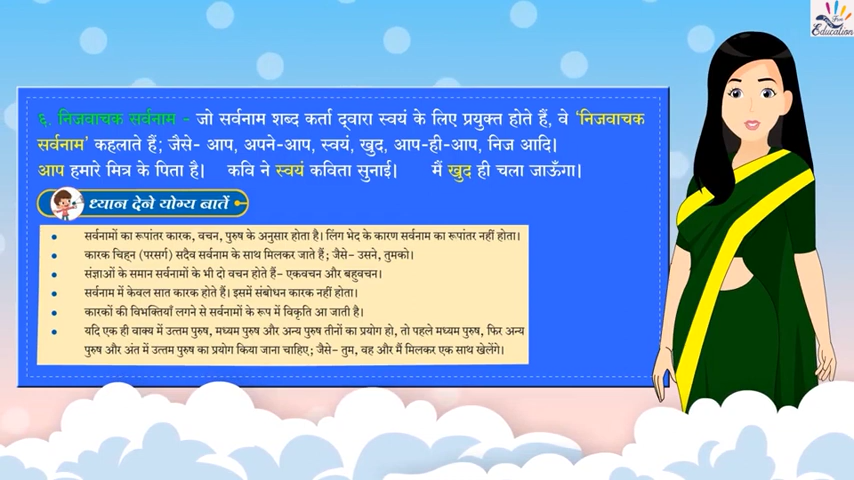 Education
६. निजवाचक सर्वनाम - जो सर्वनाम शब्द कर्ता द्वारा स्वयं के लिए प्रयुक्त होते हैं, वे ‘निजवाचक
सर्वनाम’ कहलाते हैं; जैसे- आप, अपने-आप, स्वयं, खुद, आप-ही-आप, निज आदि।
आप हमारे मित्र के पिता है। कवि ने स्वयं कविता सुनाई। मैं खुद ही चला जाऊँगा।
ध्यान देने योग्य बातें
• सर्वनामों का रूपांतर कारक, वचन, पुरुष के अनुसार होता है। लिंग भेद के कारण सर्वनाम का रूपांतर नहीं होता।
• कारक चिह्न (परसर्ग) सदैव सर्वनाम के साथ मिलकर जाते हैं; जैसे- उसने, तुमको।
• संज्ञाओं के समान सर्वनामों के भी दो वचन होते हैं- एकवचन और बहुवचन।
• सर्वनाम में केवल सात कारक होते हैं। इसमें संबोधन कारक नहीं होता।
• कारकों की विभक्तियाँ लगने से सर्वनामों के रूप में विकृति आ जाती है।
• यदि एक ही वाक्य में उत्तम पुरुष, मध्यम पुरुष और अन्य पुरुष तीनों का प्रयोग हो, तो पहले मध्यम पुरुष, फिर अन्य
पुरुष और अंत में उत्तम पुरुष का प्रयोग किया जाना चाहिए; जैसे- तुम, वह और मैं मिलकर एक साथ खेलेंगे।